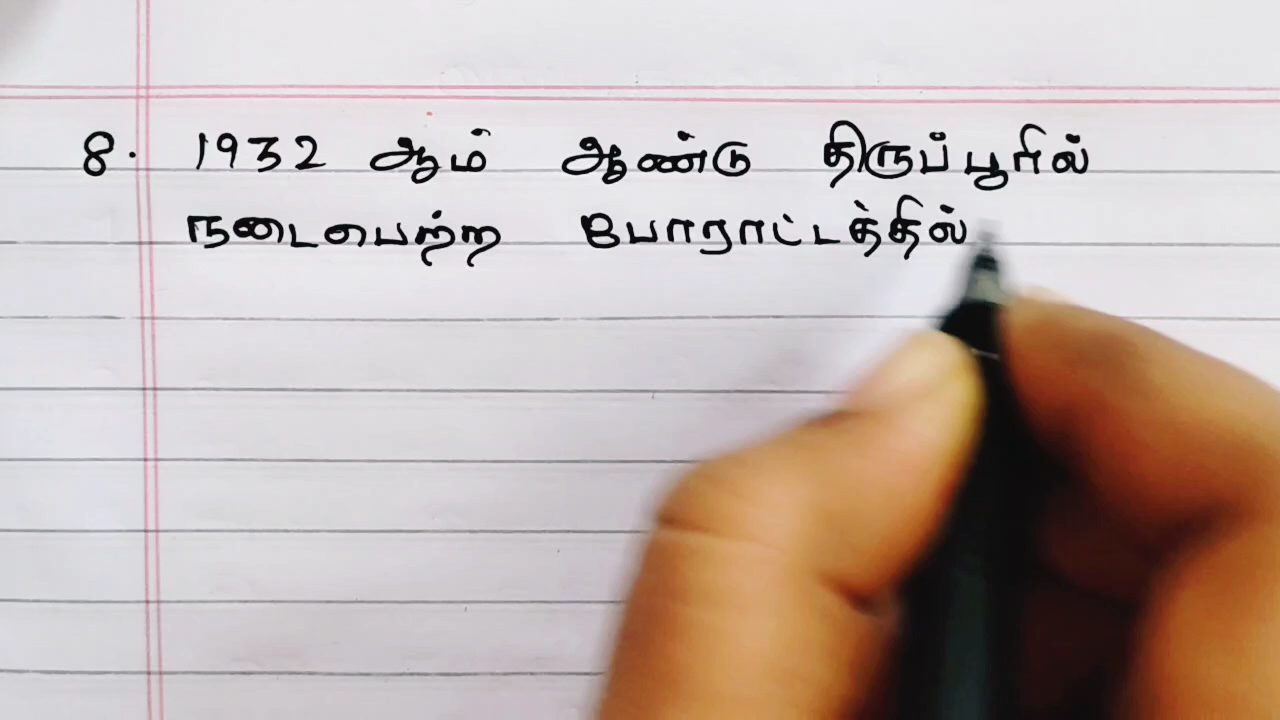 8. 1932 ஆம் ஆண்டு திருப்பூரில்
நடைபெற்ற போராட்டத்தில்